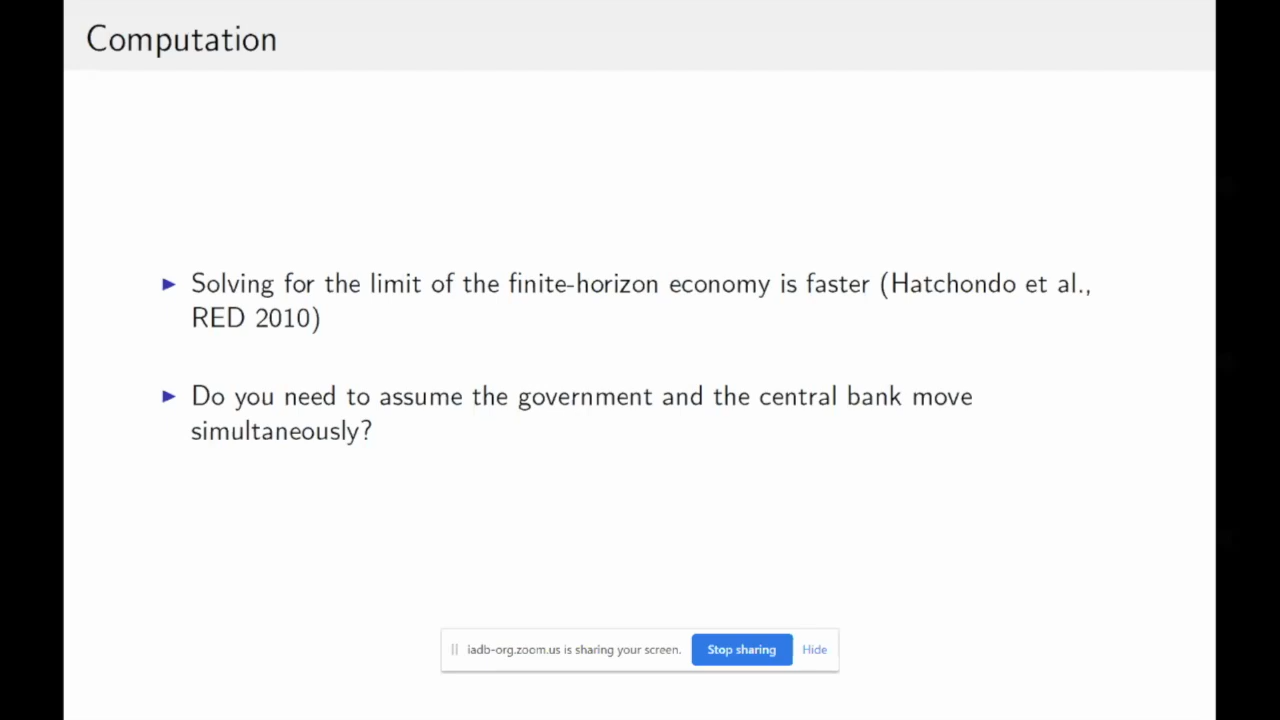 Computation
Solving for the limit of the finite-horizon economy is faster (Hatchondo et al.,
RED 2010)
Do you need to assume the government and the central bank move
simultaneously?
iadb-org.zoom.us is sharing your screen.
Stop sharing
Hide